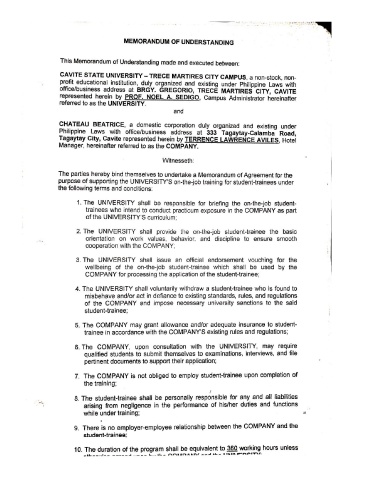 MEMORANDUM OF UNDERSTANDING
This Memorandum of Understanding made and executed between:
CAVITE STATE UNIVERSITY – TRECE MARTIRES CITY CAMPUS, a non-stock, non-
profit educational institution, duly organized and existing under Philippine Laws with
office/business address at BRGY. GREGORIO, TRECE MARTIRES CITY, CAVITE
represented herein by PROF. NOEL A. SEDIGO, Campus Administrator hereinafter
referred to as the UNIVERSITY.
and
CHATEAU BEATRICE, a domestic corporation duly organized and existing under
Philippine Laws with office/business address at 333 Tagaytay-Calamba Road,
Tagaytay City, Cavite represented herein by TERRENCE LAWRENCE AVILES, Hotel
Manager, hereinafter referred to as the COMPANY.
Witnesseth:
The parties hereby bind themselves to undertake a Memorandum of Agreement for the
purpose of supporting the UNIVERSITY'S on-the-job training for student-trainees under
the following terms and conditions:
1. The UNIVERSITY shall be responsible for briefing the on-the-job student-
trainees who intend to conduct practicum exposure in the COMPANY as part
of the UNIVERSITY'S curriculum;
2. The UNIVERSITY shall provide the on-the-job student-trainee the basic
orientation on work values, behavior, and discipline to ensure smooth
cooperation with the COMPANY;
3. The UNIVERSITY shall issue an official endorsement vouching for the
wellbeing of the on-the-job student-trainee which shall be used by the
COMPANY for processing the application of the student-trainee;
4. The UNIVERSITY shall voluntarily withdraw a student-trainee who is found to
misbehave and/or act in defiance to existing standards, rules, and regulations
of the COMPANY and impose necessary university sanctions to the said
student-trainee;
5. The COMPANY may grant allowance and/or adequate insurance to student-
trainee in accordance with the COMPANY'S existing rules and regulations;
6. The COMPANY, upon consultation with the UNIVERSITY, may require
qualified students to submit themselves to examinations, interviews, and file
pertinent documents to support their application;
7. The COMPANY is not obliged to employ student-trainee upon completion of
the training;
8. The student-trainee shall be personally responsible for any and all liabilities
arising from negligence in the performance of his/her duties and functions
while under training;
9. There is no employer-employee relationship between the COMPANY and the
student-trainee;
10. The duration of the program shall be equivalent to 360 working hours unless